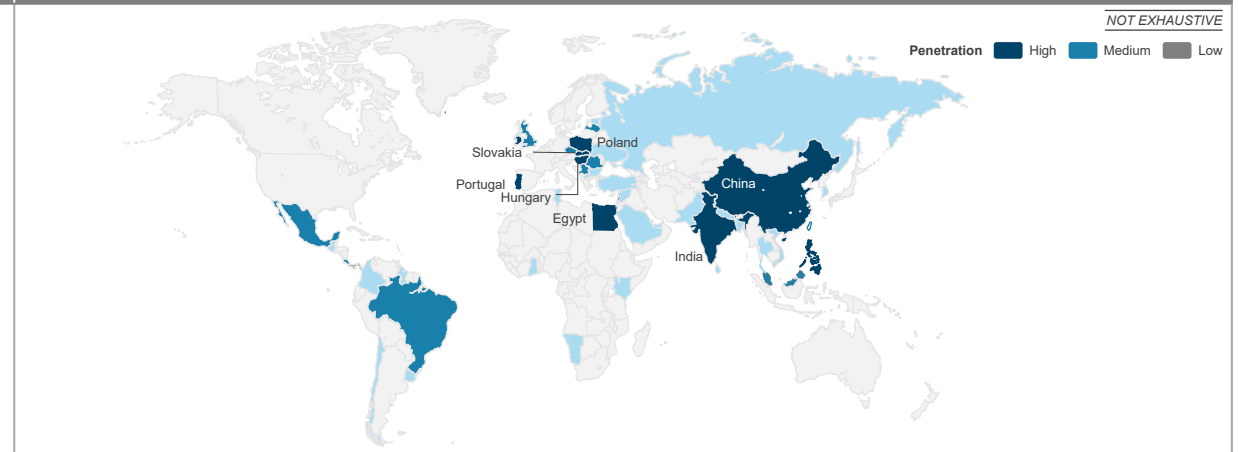 NOT EXHAUSTIVE
Penetration High Medium Low
Poland
Slovakia
China
Portugal
Hungary
Egypt
India